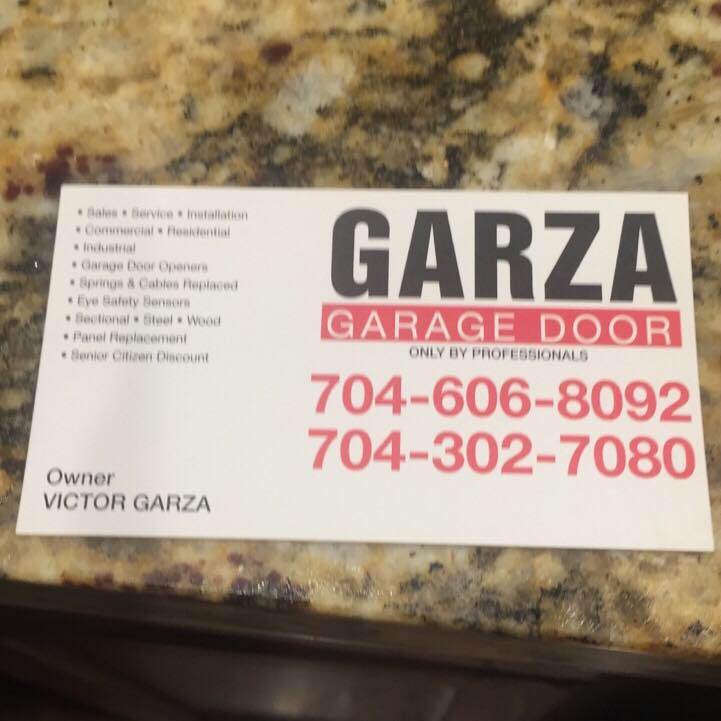 • Sales • Service • Installation
• Commercial • Residential
• Industrial
• Garage Door Openers
• Springs & Cables Replaced
• Eye Safety Sensors
• Sectional • Steel • Wood
• Panel Replacement
• Senior Citizen Discount
Owner
VICTOR GARZA
GARZA
GARAGE DOOR
ONLY BY PROFESSIONALS
704-606-8092
704-302-7080